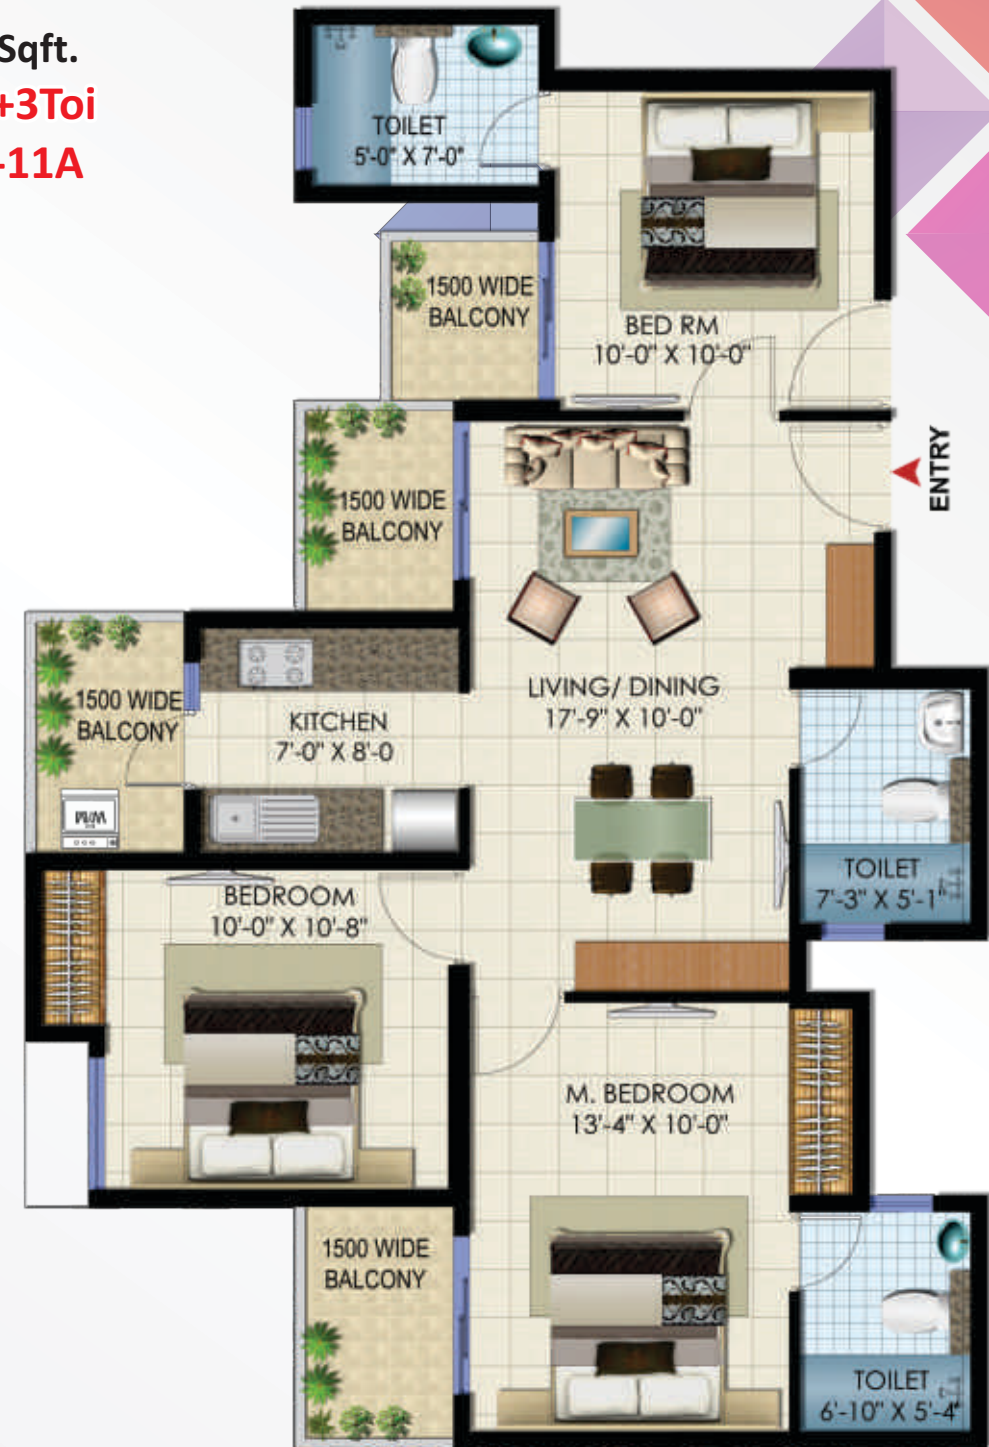 Sqft.
+3Toi
-11A
TOILET
5'-0" X 7'-0"
1500 WIDE
BALCONY
BED RM
10'-0" X 10'-0"
ENTRY
1500 WIDE
BALCONY
LIVING/ DINING
17'-9" X 10'-0"
1500 WIDE
BALCONY
KITCHEN
7'-0" X 8'-0
W/M
TOILET
7'-3" X 5'-1"
BEDROOM
10'-0" X 10'-8"
M. BEDROOM
13'-4" X 10'-0"
1500 WIDE
BALCONY
TOILET
6'-10" X 5'-4"